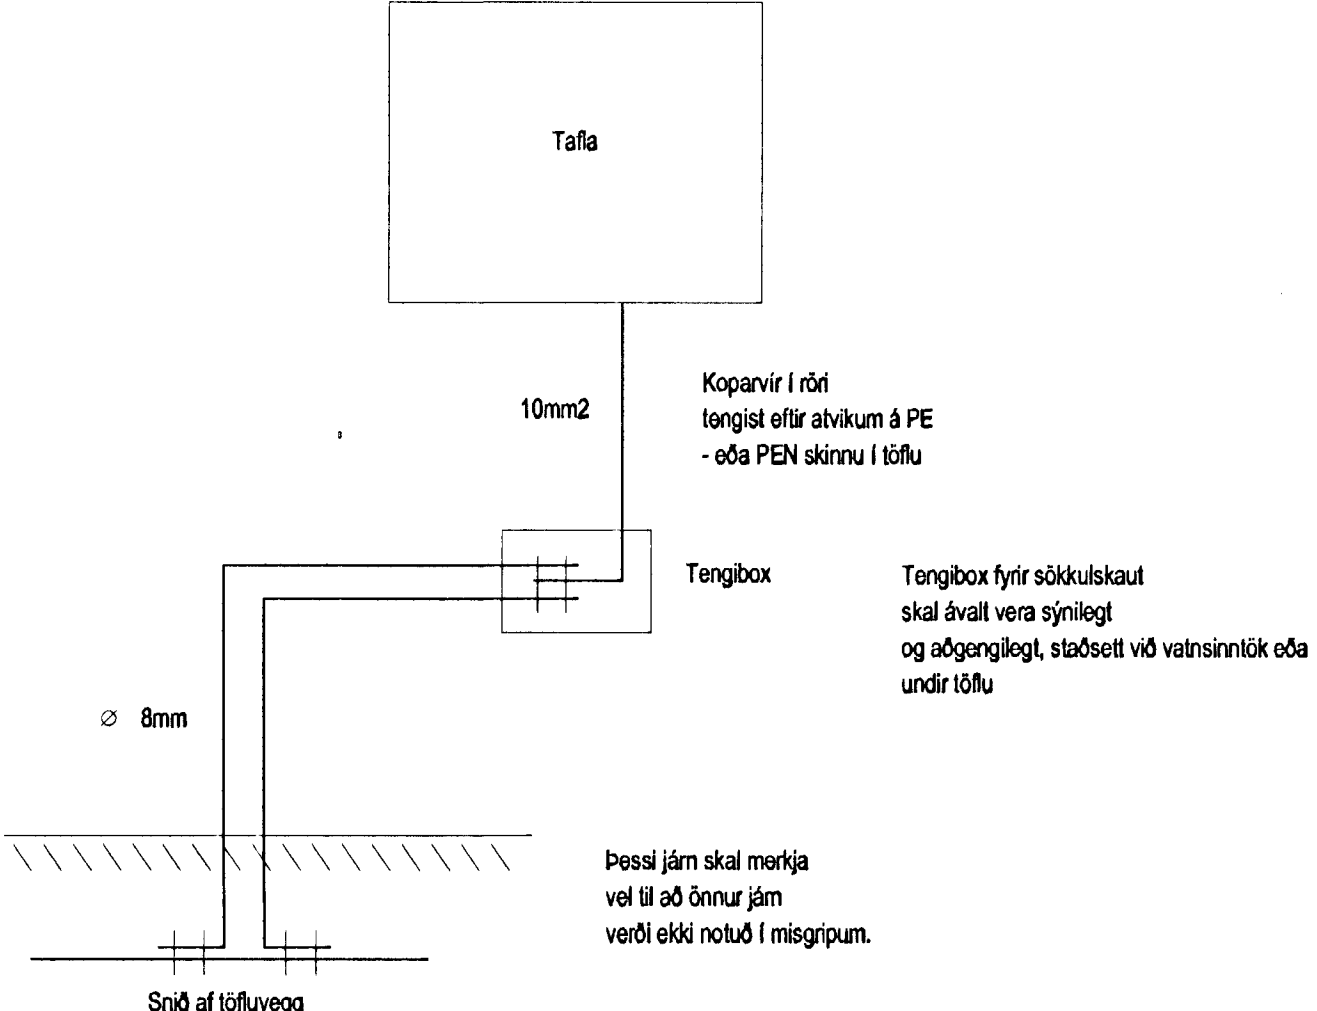 Tafla
10mm2
Koparvír í röri
tengist eftir atvikum á PE
- eða PEN skinnu í töflu
Tengibox
Tengibox fyrir sökkulskaut
skal ávalt vera sýnilegt
og aðgengilegt, staðsett við vatnsinntök eða
undir töflu
∅ 8mm
Þessi járn skal merkja
vel til að önnur járn
verði ekki notuð í misgripum.
Snið af töfluvegg